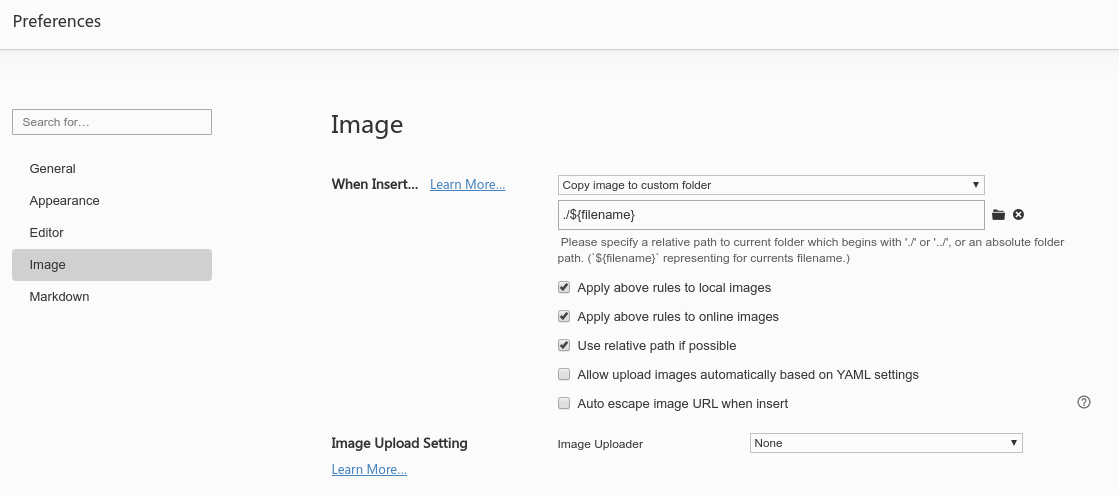 Preferences
Search for...
General
Appearance
Editor
Image
Markdown
Image
When Insert... Learn More...
Copy image to custom folder
./${filename}
Please specify a relative path to current folder which begins with './' or '../', or an absolute folder
path. (`${filename}` representing for currents filename.)
Apply above rules to local images
Apply above rules to online images
Use relative path if possible
Allow upload images automatically based on YAML settings
Auto escape image URL when insert
Image Upload Setting
Image Uploader None
Learn More...